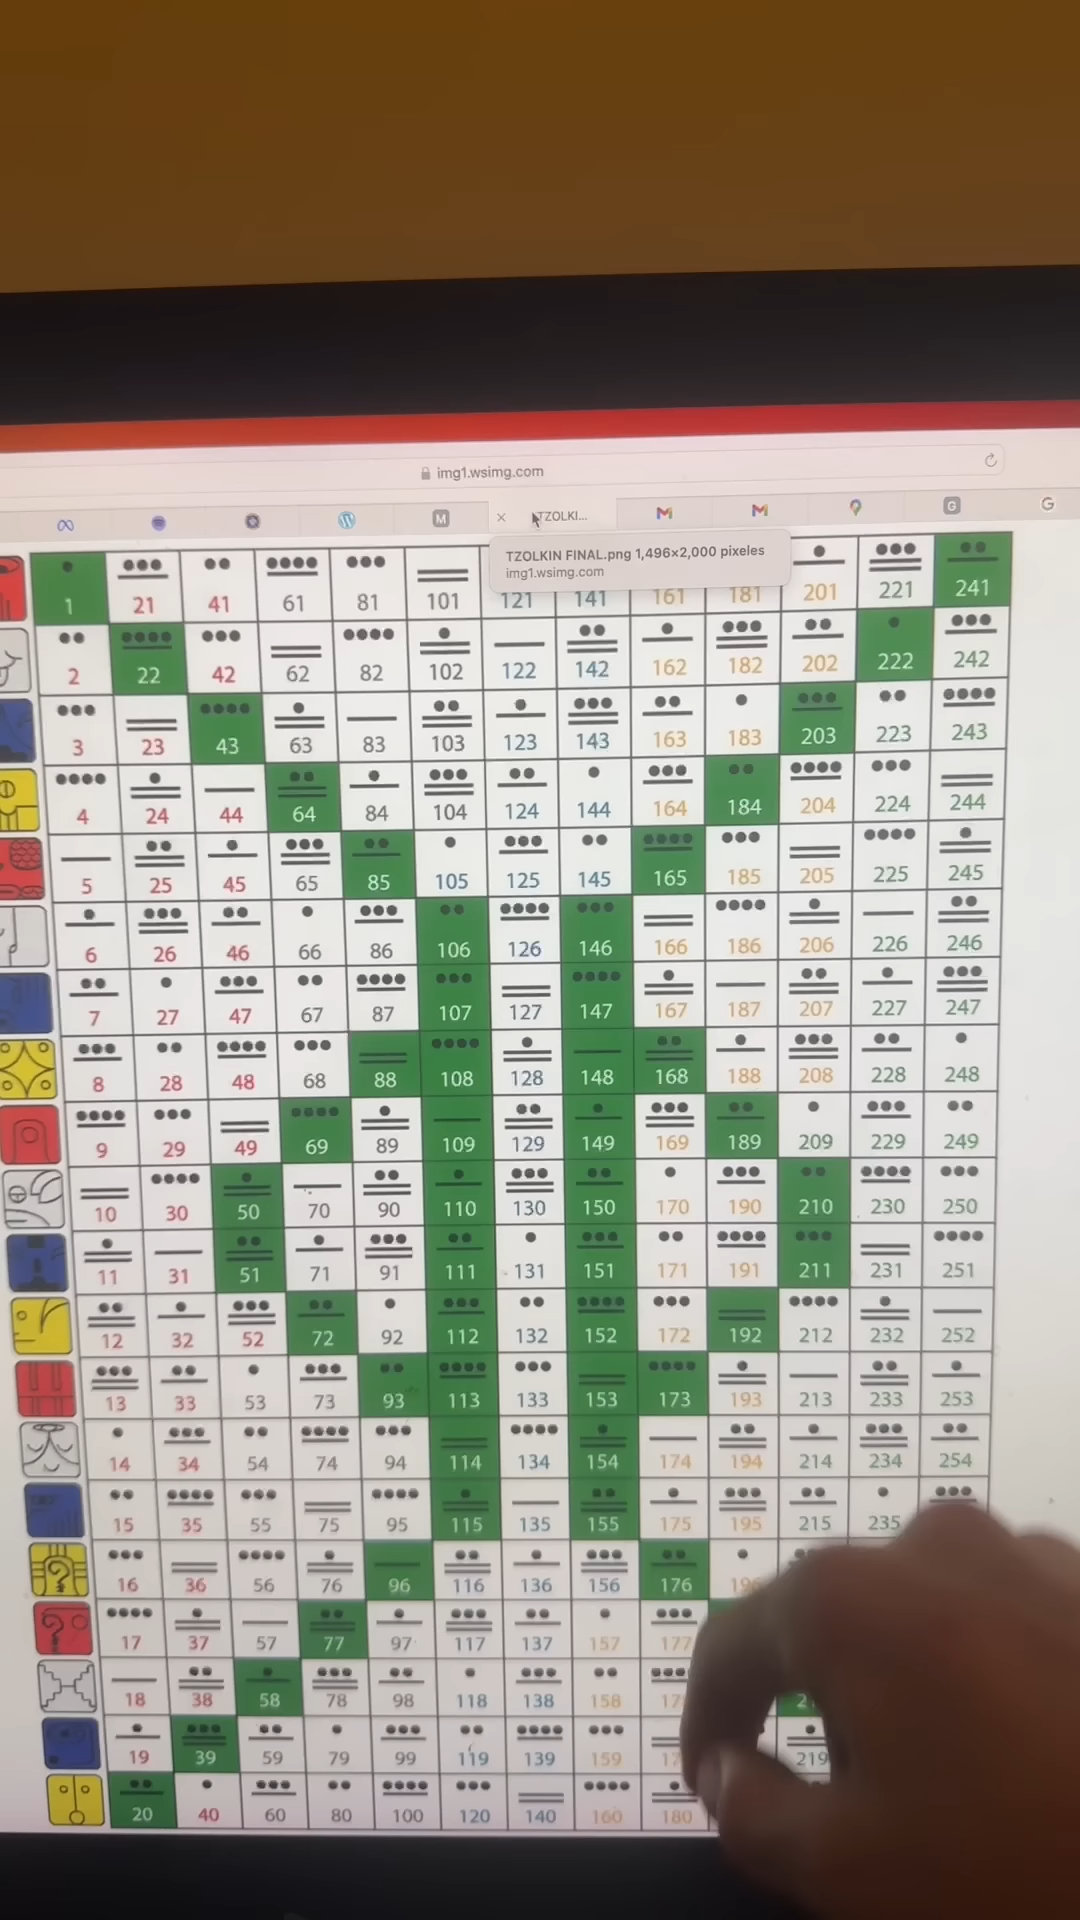 img1.wsimg.com
M
TZOLKI...
G
G
TZOLKIN FINAL.png 1,496×2,000 pixeles
img1.wsimg.com
1 21 41 61 81 101 121 141 161 181 201 221 241
2 22 42 62 82 102 122 142 162 182 202 222 242
3 23 43 63 83 103 123 143 163 183 203 223 243
4 24 44 64 84 104 124 144 164 184 204 224 244
5 25 45 65 85 105 125 145 165 185 205 225 245
6 26 46 66 86 106 126 146 166 186 206 226 246
7 27 47 67 87 107 127 147 167 187 207 227 247
8 28 48 68 88 108 128 148 168 188 208 228 248
9 29 49 69 89 109 129 149 169 189 209 229 249
10 30 50 70 90 110 130 150 170 190 210 230 250
11 31 51 71 91 111 131 151 171 191 211 231 251
12 32 52 72 92 112 132 152 172 192 212 232 252
13 33 53 73 93 113 133 153 173 193 213 233 253
14 34 54 74 94 114 134 154 174 194 214 234 254
15 35 55 75 95 115 135 155 175 195 215 235
? 16 36 56 76 96 116 136 156 176
? 17 37 57 77 97 117 137 157 177
18 38 58 78 98 118 138 158
19 39 59 79 99 119 139 159 219
20 40 60 80 100 120 140 160 180